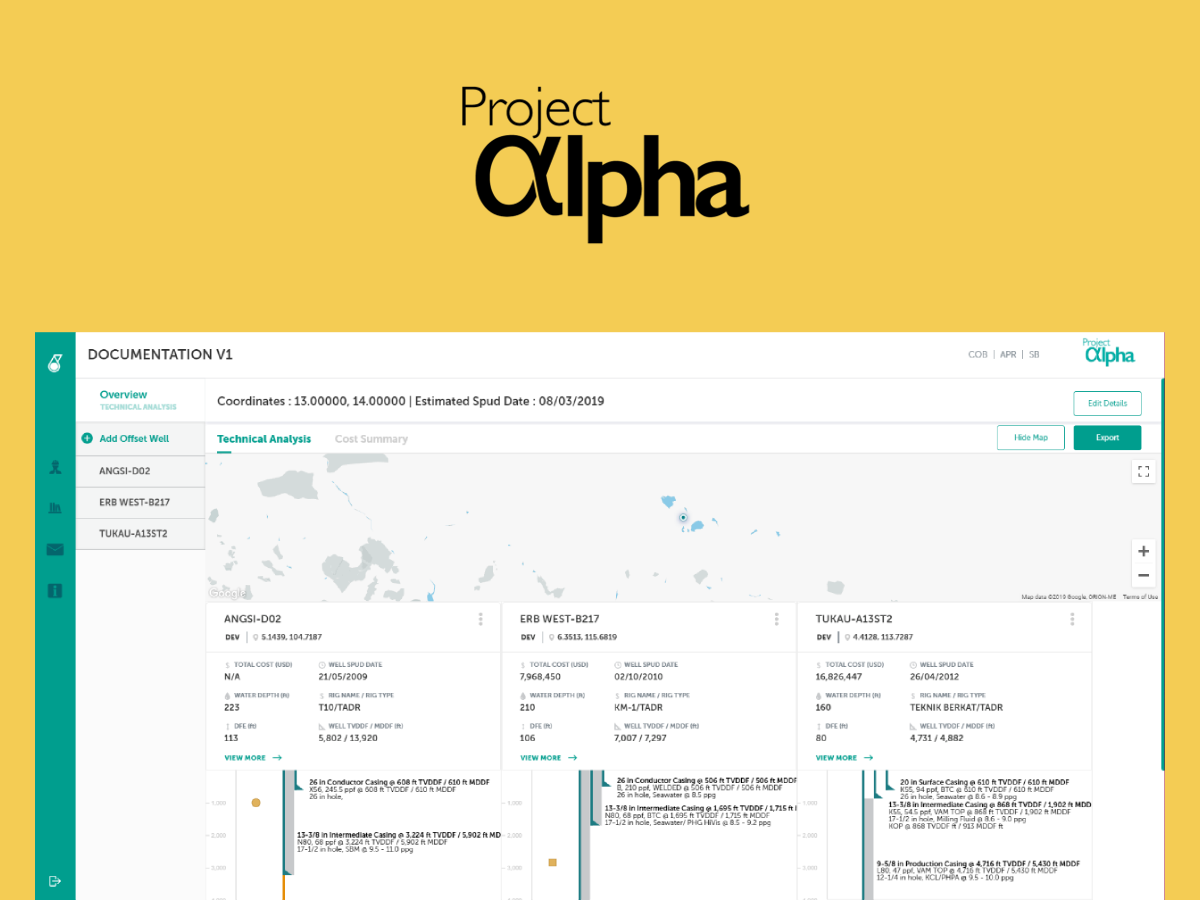 Project
αlpha
DOCUMENTATION V1
COB | APR | SB
Project
αlpha
Overview
TECHNICAL ANALYSIS
Coordinates : 13.00000, 14.00000 | Estimated Spud Date : 08/03/2019
Edit Details
Add Offset Well
Technical Analysis
Cost Summary
Hide Map
Export
ANGSI-D02
ERB WEST-B217
TUKAU-A13ST2
Google
Map data ©2019 Google, ORION-ME
Terms of Use
ANGSI-D02
DEV | 5.1439, 104.7187
TOTAL COST (USD)
N/A
WELL SPUD DATE
21/05/2009
WATER DEPTH (ft)
223
RIG NAME / RIG TYPE
T10/TADR
DFE (ft)
113
WELL TVDDF / MDDF (ft)
5,802 / 13,920
VIEW MORE
ERB WEST-B217
DEV | 6.3513, 115.6819
TOTAL COST (USD)
7,968,450
WELL SPUD DATE
02/10/2010
WATER DEPTH (ft)
210
RIG NAME / RIG TYPE
KM-1/TADR
DFE (ft)
106
WELL TVDDF / MDDF (ft)
7,007 / 7,297
VIEW MORE
TUKAU-A13ST2
DEV | 4.4128, 113.7287
TOTAL COST (USD)
16,826,447
WELL SPUD DATE
26/04/2012
WATER DEPTH (ft)
160
RIG NAME / RIG TYPE
TEKNIK BERKAT/TADR
DFE (ft)
80
WELL TVDDF / MDDF (ft)
4,731 / 4,882
VIEW MORE
26 in Conductor Casing @ 608 ft TVDDF / 610 ft MDDF
X56, 245.5 ppf @ 608 ft TVDDF / 610 ft MDDF
26 in hole,
1,000
13-3/8 in Intermediate Casing @ 3,224 ft TVDDF / 5,902 ft MD
N80, 68 ppf @ 3,224 ft TVDDF / 5,902 ft MDDF
17-1/2 in hole, SBM @ 9.5 - 11.0 ppg
2,000
3,000
26 in Conductor Casing @ 506 ft TVDDF / 506 ft MDDF
B, 210 ppf, WELDED @ 506 ft TVDDF / 506 ft MDDF
26 in hole, Seawater @ 8.5 ppg
1,000
13-3/8 in Intermediate Casing @ 1,695 ft TVDDF / 1,715 ft
N80, 68 ppf, BTC @ 1,695 ft TVDDF / 1,715 ft MDDF
17-1/2 in hole, Seawater/ PHG HiVis @ 8.5 - 9.2 ppg
2,000
3,000
20 in Surface Casing @ 610 ft TVDDF / 610 ft MDDF
K55, 94 ppf, BTC @ 610 ft TVDDF / 610 ft MDDF
26 in hole, Seawater @ 8.6 - 8.9 ppg
1,000
13-3/8 in Intermediate Casing @ 868 ft TVDDF / 1,902 ft MDD
K55, 54.5 ppf, VAM TOP @ 868 ft TVDDF / 1,902 ft MDDF
17-1/2 in hole, Milling Fluid @ 8.6 - 9.0 ppg
KOP @ 868 ft TVDDF / 913 MDDF ft
2,000
9-5/8 in Production Casing @ 4,716 ft TVDDF / 5,430 ft MDDF
L80, 47 ppf, VAM TOP @ 4,716 ft TVDDF / 5,430 ft MDDF
12-1/4 in hole, KCL/PHPA @ 9.5 - 10.0 ppg
3,000